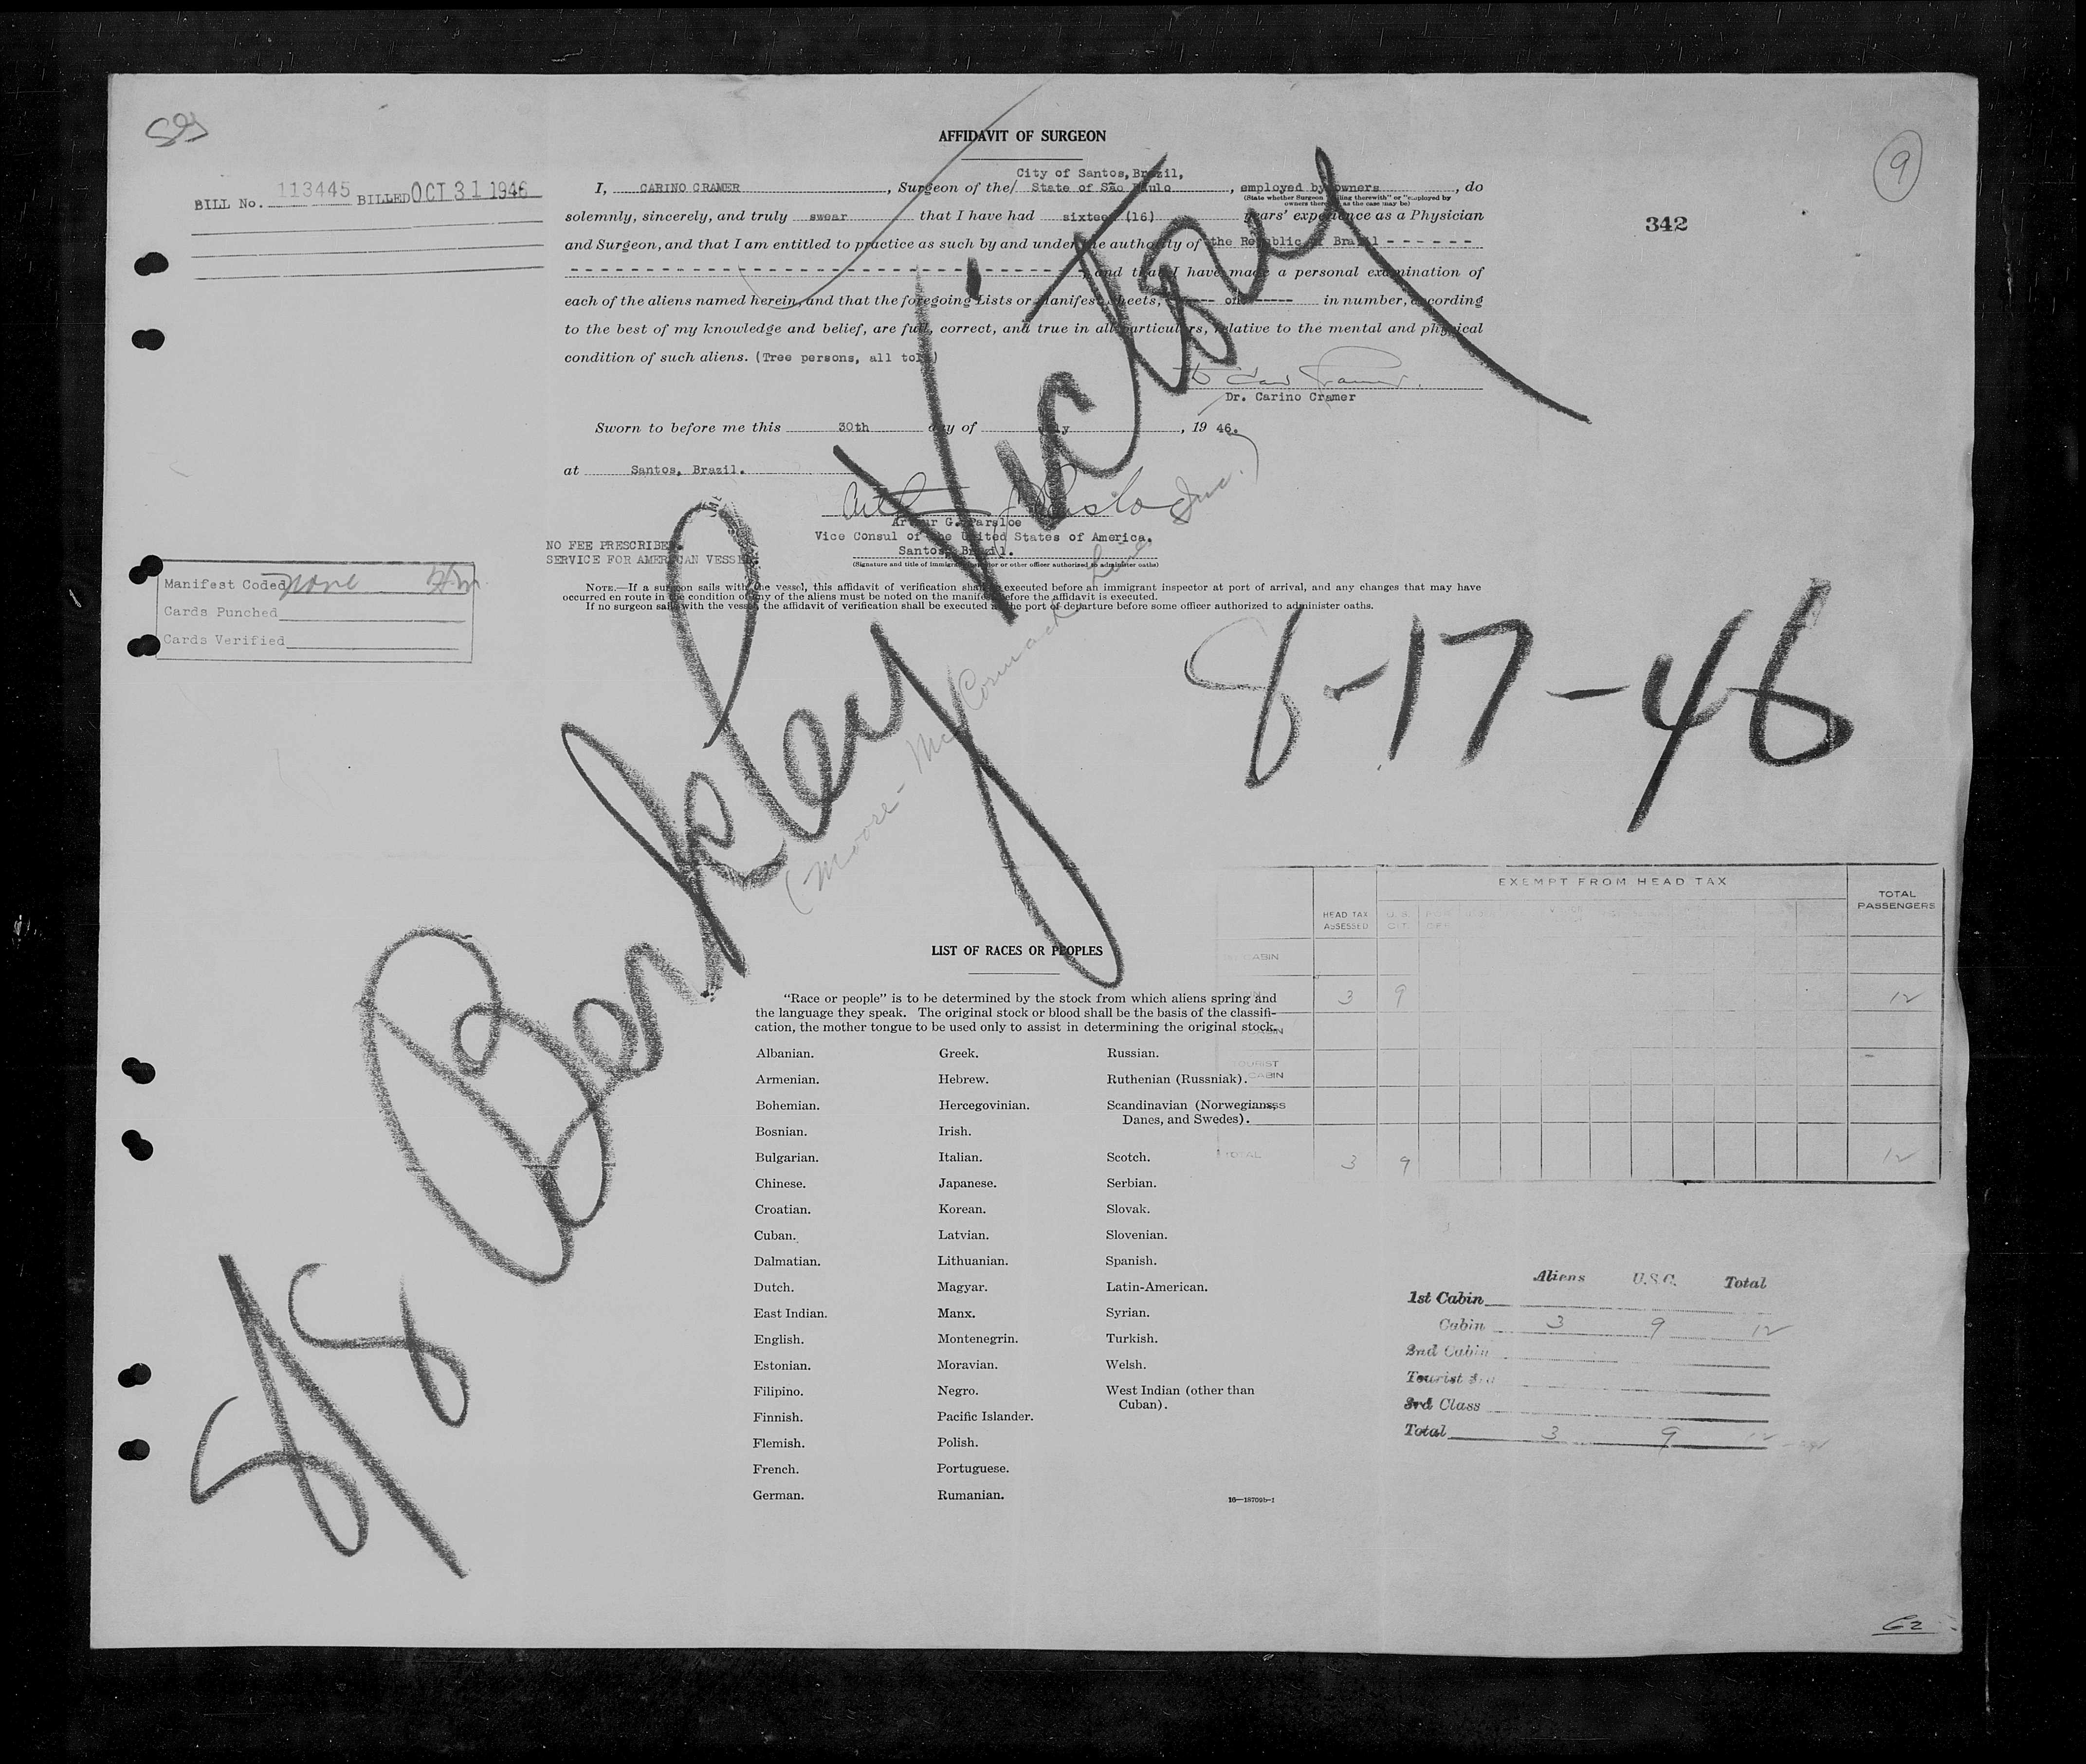 AFFIDAVIT OF SURGEON
9
342
BILL No. 113445 BILLED OCT 31 1946
City of Santos, Brazil,
I, CARINO CRAMER, Surgeon of the/ State of São Paulo, employed by owners, do
(State whether Surgeon "sailing therewith" or "employed by
owners thereof," as the case may be)
solemnly, sincerely, and truly swear that I have had sixteen (16) years' experience as a Physician
and Surgeon, and that I am entitled to practice as such by and under the authority of the Republic of Brazil - - - - - -
, and that I have made a personal examination of
each of the aliens named herein, and that the foregoing Lists or Manifest Sheets, in number, according
to the best of my knowledge and belief, are full, correct, and true in all particulars, relative to the mental and physical
condition of such aliens. (Tree persons, all told)
Dr. Carino Cramer
Sworn to before me this 30th day of July, 19 46.
at Santos, Brazil.
Arthur G. Parsloe
Vice Consul of the United States of America.
Santos, Brazil.
(Signature and title of immigrant inspector or other officer authorized to administer oaths)
NO FEE PRESCRIBED.
SERVICE FOR AMERICAN VESSEL.
NOTE.—If a surgeon sails with the vessel, this affidavit of verification shall be executed before an immigrant inspector at port of arrival, and any changes that may have
occurred en route in the condition of any of the aliens must be noted on the manifest before the affidavit is executed.
If no surgeon sails with the vessel the affidavit of verification shall be executed at the port of departure before some officer authorized to administer oaths.
Manifest Coded none
Cards Punched
Cards Verified
S/S Berkley Victory
8-17-46
(Moore-McCormack Lines Inc.)
EXEMPT FROM HEAD TAX
HEAD TAX ASSESSED
U.S. CIT.
TOTAL PASSENGERS
CABIN
3 9 12
TOURIST
CABIN
TOTAL 3 9 12
LIST OF RACES OR PEOPLES
"Race or people" is to be determined by the stock from which aliens spring and
the language they speak. The original stock or blood shall be the basis of the classifi-
cation, the mother tongue to be used only to assist in determining the original stock.
Albanian.
Armenian.
Bohemian.
Bosnian.
Bulgarian.
Chinese.
Croatian.
Cuban.
Dalmatian.
Dutch.
East Indian.
English.
Estonian.
Filipino.
Finnish.
Flemish.
French.
German.
Greek.
Hebrew.
Hercegovinian.
Irish.
Italian.
Japanese.
Korean.
Latvian.
Lithuanian.
Magyar.
Manx.
Montenegrin.
Moravian.
Negro.
Pacific Islander.
Polish.
Portuguese.
Rumanian.
Russian.
Ruthenian (Russniak).
Scandinavian (Norwegians,
Danes, and Swedes).
Scotch.
Serbian.
Slovak.
Slovenian.
Spanish.
Latin-American.
Syrian.
Turkish.
Welsh.
West Indian (other than
Cuban).
16—18709b-1
Aliens U.S.C. Total
1st Cabin
Cabin 3 9 12
2nd Cabin
Tourist 3rd
3rd Class
Total 3 9 12
62